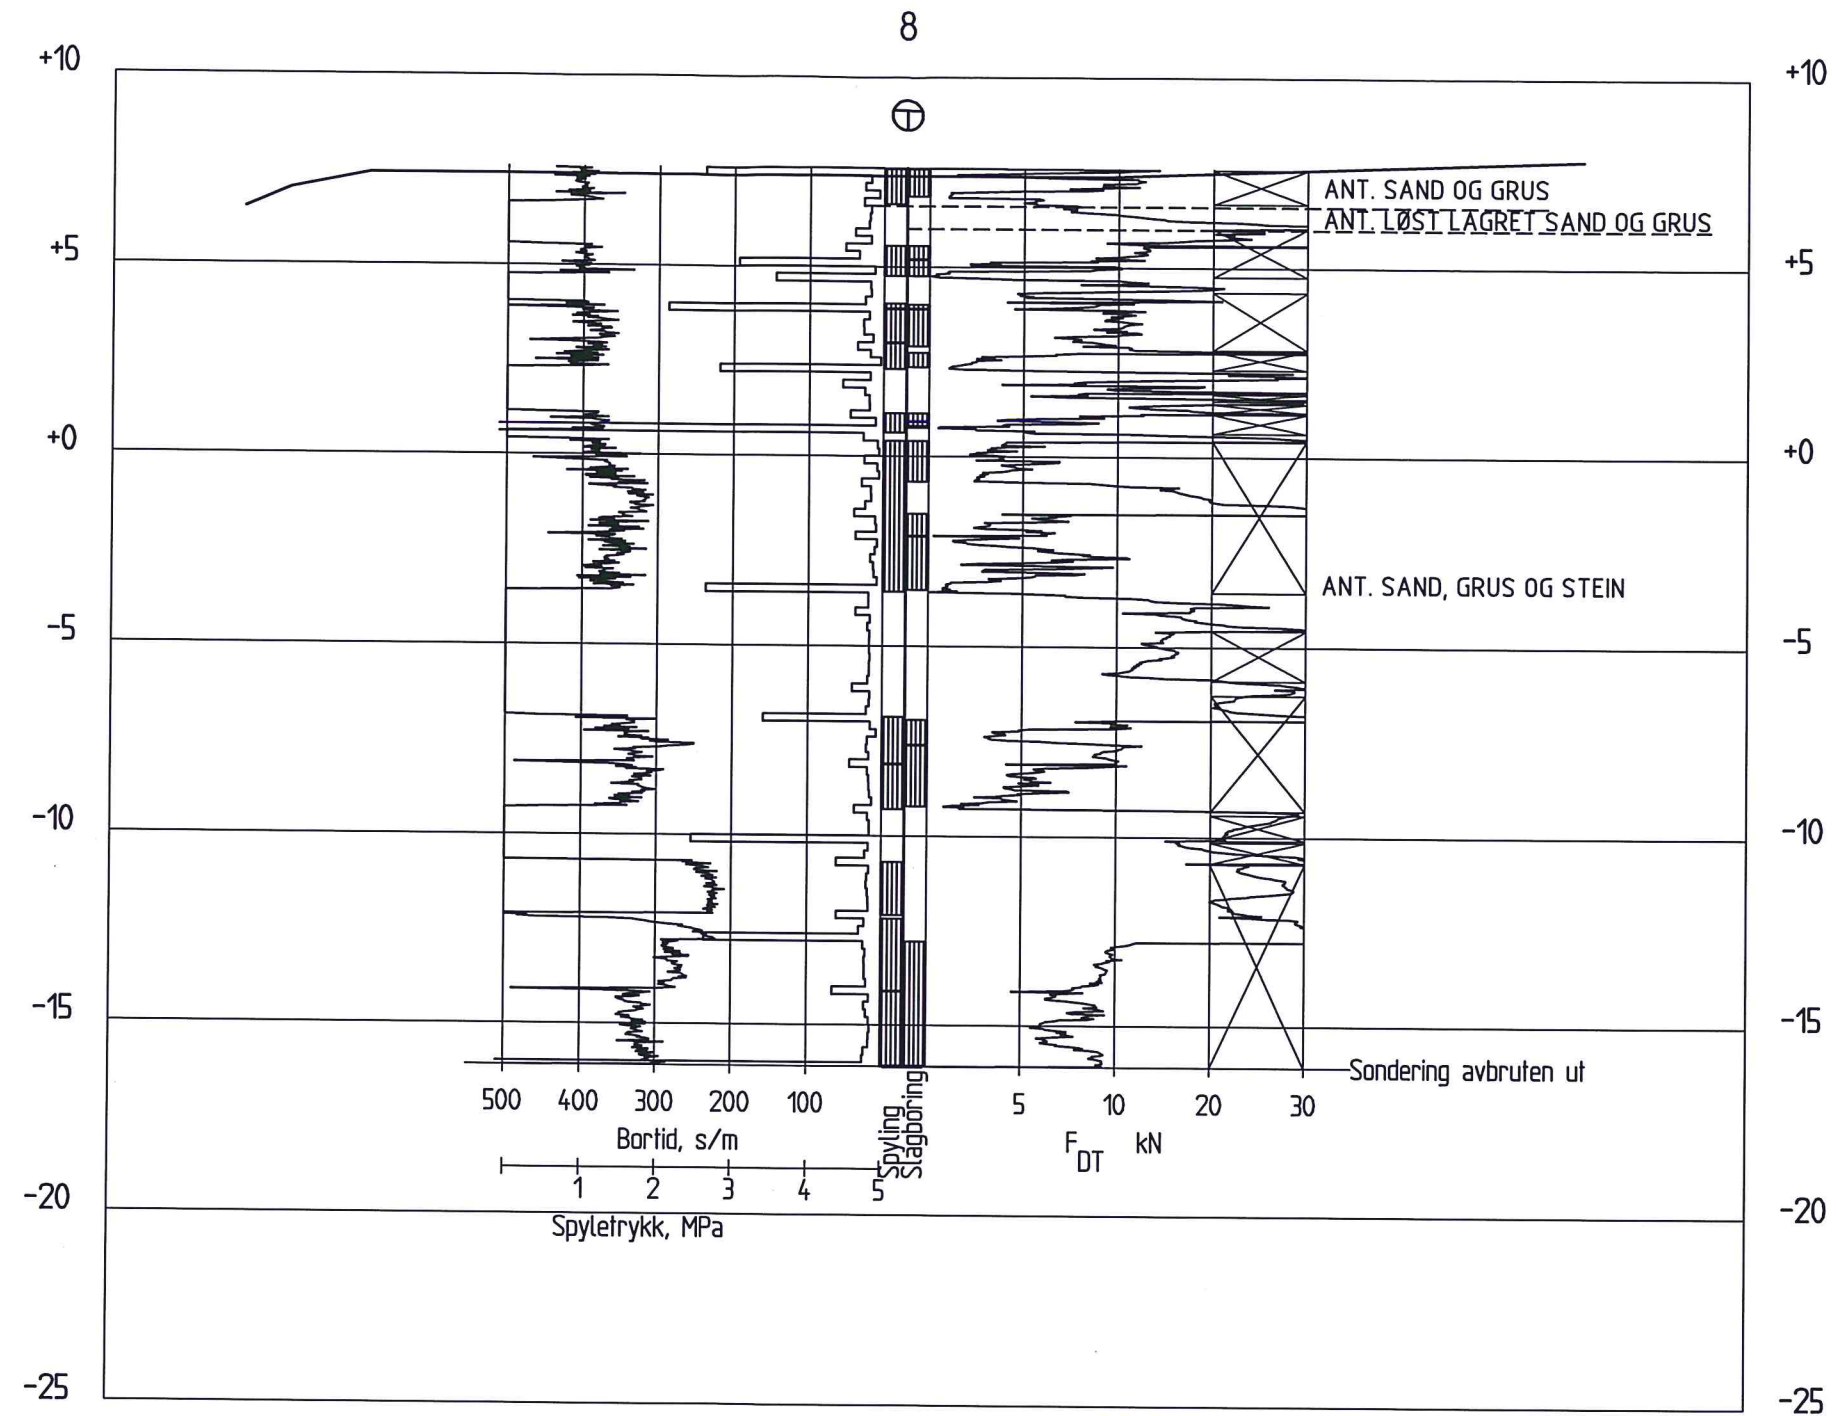 8
+10 +10
ANT. SAND OG GRUS
ANT. LØST LAGRET SAND OG GRUS
+5 +5
+0 +0
ANT. SAND, GRUS OG STEIN
-5 -5
-10 -10
-15 -15
Sondering avbruten ut
500 400 300 200 100 5 10 20 30
Bortid, s/m
Spyling
Slagboring
F DT kN
1 2 3 4 5
Spyletrykk, MPa
-20 -20
-25 -25